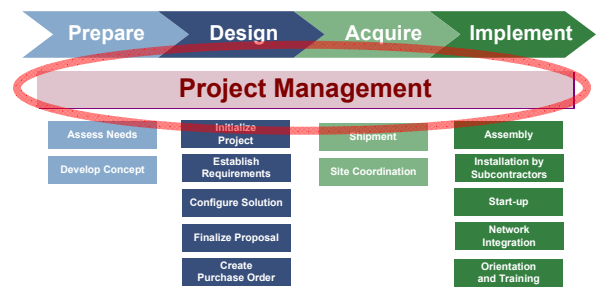 Prepare
Design
Acquire
Implement
Project Management
Assess Needs
Develop Concept
Initialize
Project
Establish
Requirements
Configure Solution
Finalize Proposal
Create
Purchase Order
Shipment
Site Coordination
Assembly
Installation by
Subcontractors
Start-up
Network
Integration
Orientation
and Training